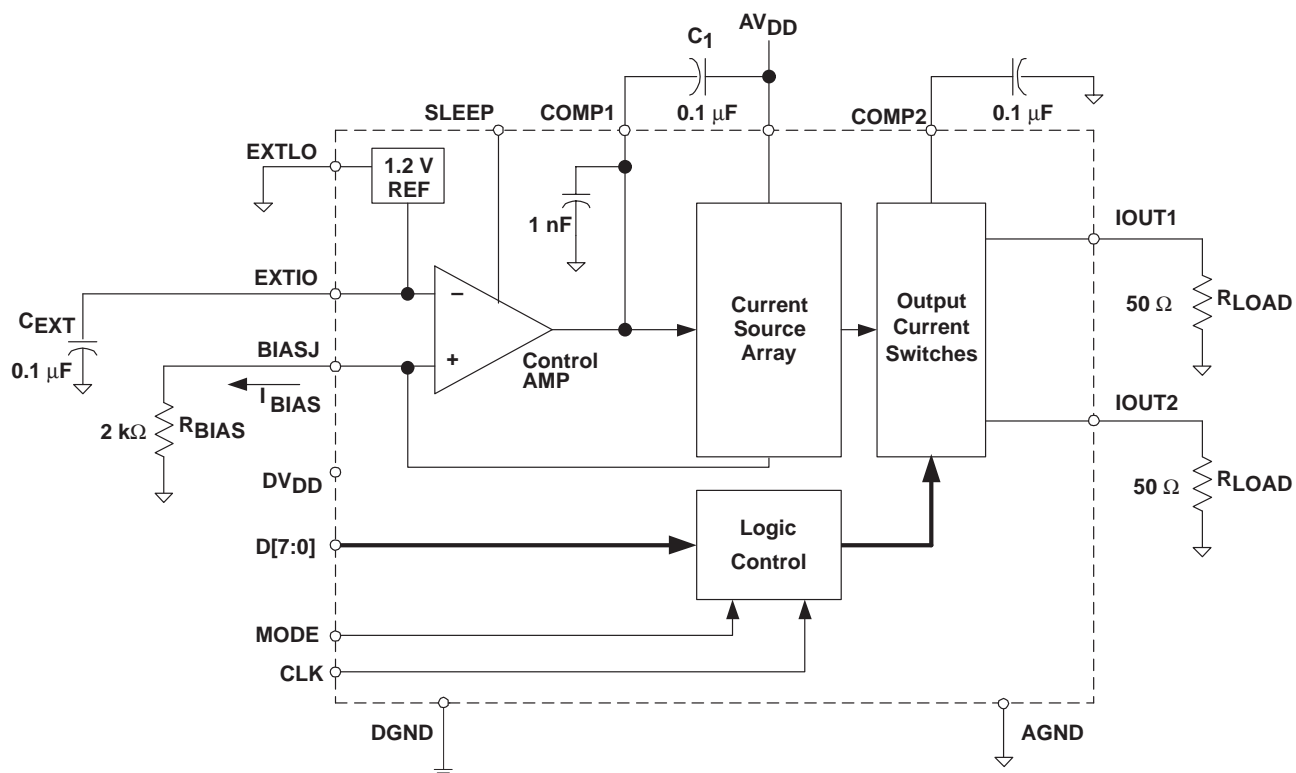 AVDD
C1
0.1 μF
COMP1
SLEEP
COMP2
0.1 μF
EXTLO
1.2 V
REF
1 nF
EXTIO
CEXT
0.1 μF
BIASJ
−
+
Control
AMP
IBIAS
2 kΩ
RBIAS
Current
Source
Array
Output
Current
Switches
IOUT1
50 Ω
RLOAD
IOUT2
50 Ω
RLOAD
DVDD
D[7:0]
Logic
Control
MODE
CLK
DGND
AGND